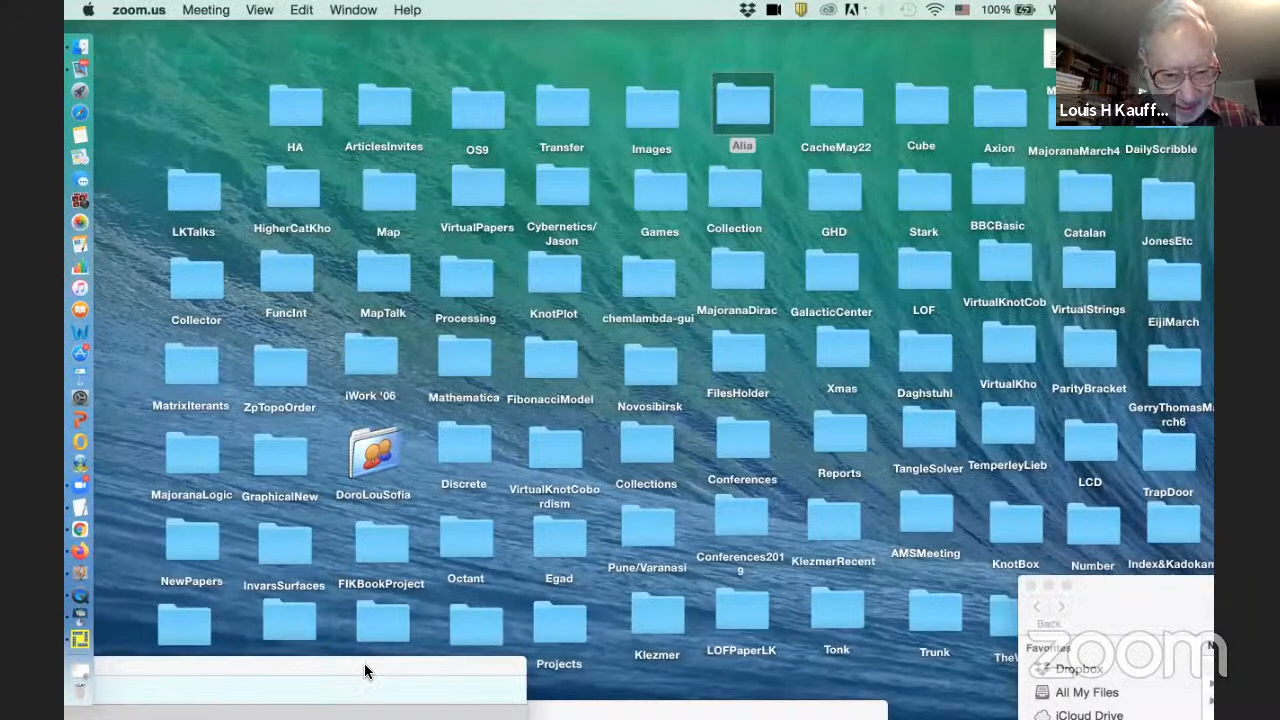 zoom.us Meeting View Edit Window Help 100%
Louis H Kauff...
HA ArticlesInvites OS9 Transfer Images Alia CacheMay22 Cube Axion MajoranaMarch4 DailyScribble
LKTalks HigherCatKho Map VirtualPapers Cybernetics/
Jason Games Collection GHD Stark BBCBasic Catalan JonesEtc
Collector FuncInt MapTalk Processing KnotPlot chemlambda-gui MajoranaDirac GalacticCenter LOF VirtualKnotCob VirtualStrings EijiMarch
MatrixIterants ZpTopoOrder iWork '06 Mathematica FibonacciModel Novosibirsk FilesHolder Xmas Daghstuhl VirtualKho ParityBracket GerryThomasMa
rch6
MajoranaLogic GraphicalNew DoroLouSofia Discrete VirtualKnotCobo
rdism Collections Conferences Reports TangleSolver TemperleyLieb LCD TrapDoor
NewPapers InvarsSurfaces FIKBookProject Octant Egad Pune/Varanasi Conferences201
9 KlezmerRecent AMSMeeting KnotBox Number Index&Kadokam
Projects Klezmer LOFPaperLK Tonk Trunk
Back
Favorites
Dropbox
All My Files
iCloud Drive
zoom